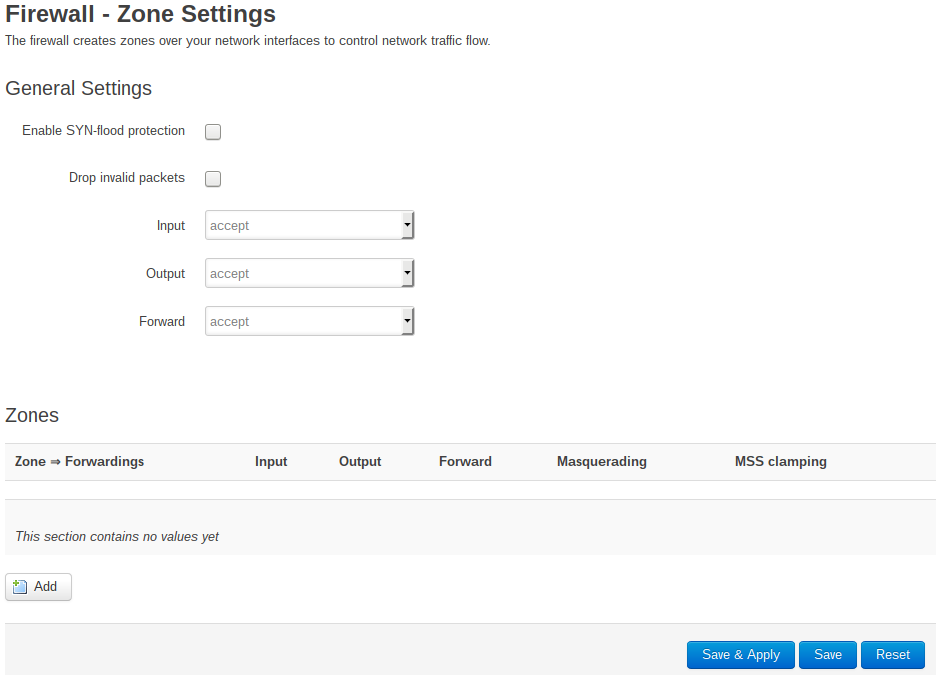 Firewall - Zone Settings
The firewall creates zones over your network interfaces to control network traffic flow.
General Settings
Enable SYN-flood protection
Drop invalid packets
Input accept
Output accept
Forward accept
Zones
Zone ⇒ Forwardings Input Output Forward Masquerading MSS clamping
This section contains no values yet
Add
Save & Apply Save Reset